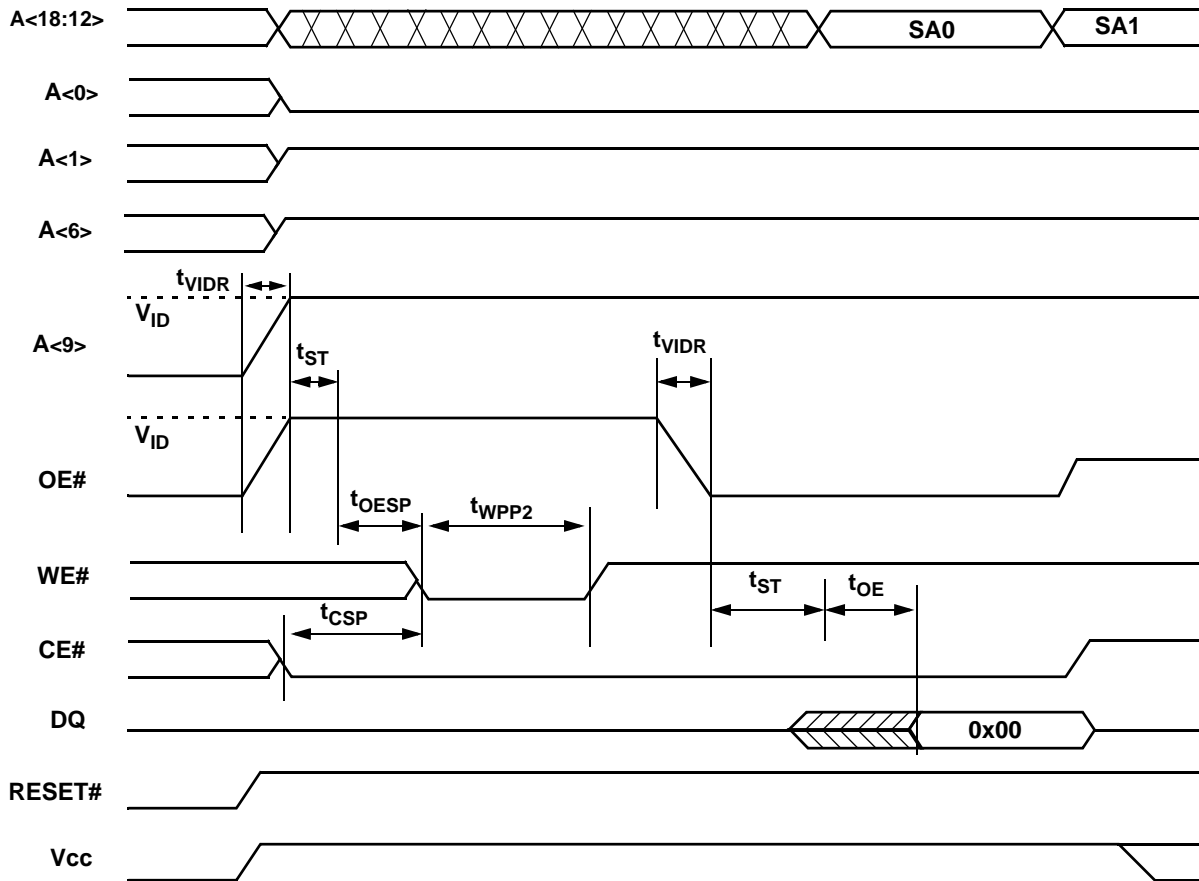 A<18:12>
SA0
SA1
A<0>
A<1>
A<6>
tVIDR
VID
A<9>
tST
tVIDR
VID
OE#
tOESP
tWPP2
WE#
tST
tOE
tCSP
CE#
DQ
0x00
RESET#
Vcc